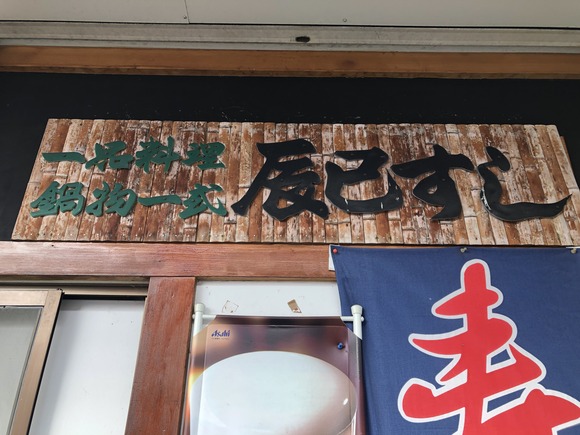 一品料理
鍋物一式
辰巳すし
Asahi
寿